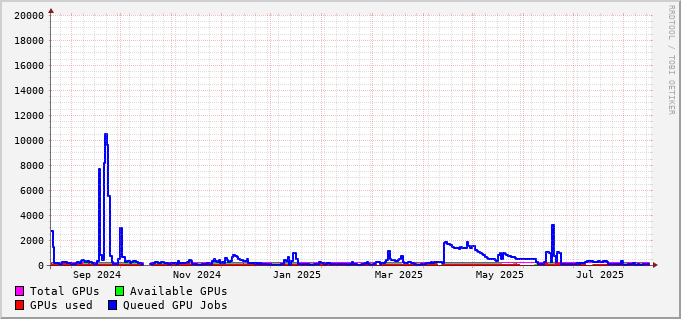 20000
18000
16000
14000
12000
10000
8000
6000
4000
2000
0
Sep 2024 Nov 2024 Jan 2025 Mar 2025 May 2025 Jul 2025
Total GPUs Available GPUs
GPUs used Queued GPU Jobs
RRDTOOL / TOBI OETIKER